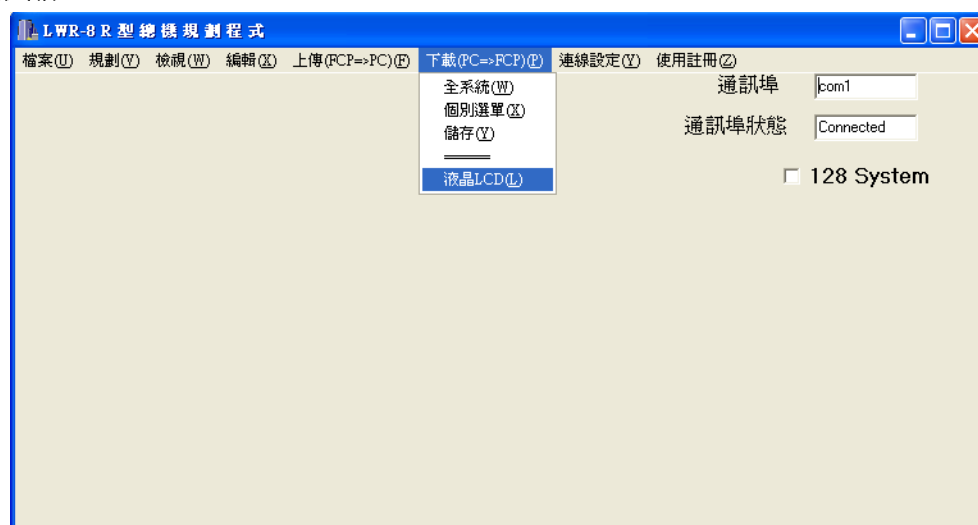 LWR-8 R 型 總 機 規 劃 程 式
檔案(U) 規劃(V) 檢視(W) 編輯(X) 上傳(FCP=>PC)(F) 下載(PC=>FCP)(P) 連線設定(Y) 使用註冊(Z)
全系統(W)
個別選單(X)
儲存(Y)
液晶LCD(L)
通訊埠 com1
通訊埠狀態 Connected
128 System